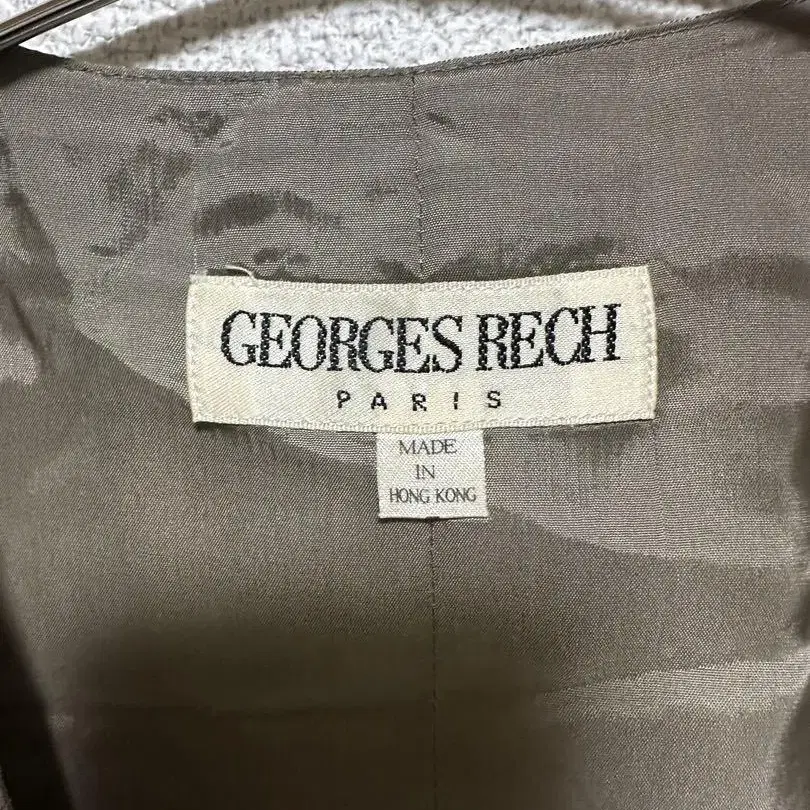 GEORGES RECH
PARIS
MADE
IN
HONG KONG